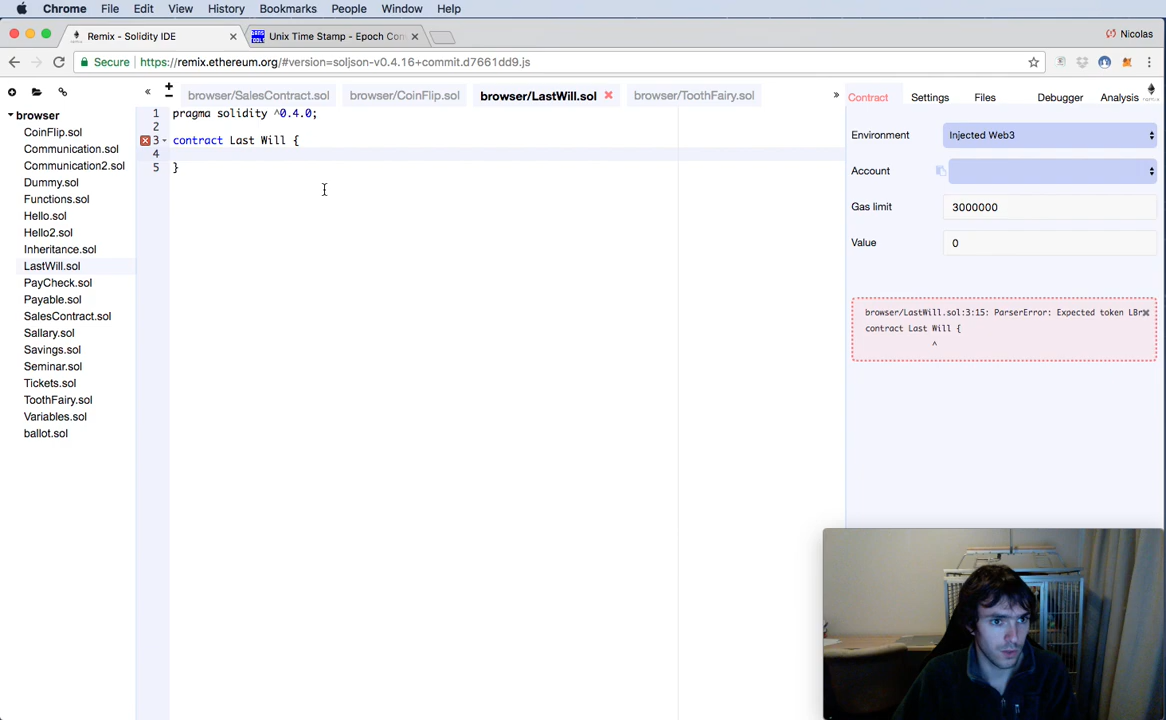 Chrome File Edit View History Bookmarks People Window Help
Remix - Solidity IDE
Unix Time Stamp - Epoch Con
Nicolas
Secure https://remix.ethereum.org/#version=soljson-v0.4.16+commit.d7661dd9.js
browser/SalesContract.sol browser/CoinFlip.sol browser/LastWill.sol browser/ToothFairy.sol
Contract Settings Files Debugger Analysis
browser
CoinFlip.sol
Communication.sol
Communication2.sol
Dummy.sol
Functions.sol
Hello.sol
Hello2.sol
Inheritance.sol
LastWill.sol
PayCheck.sol
Payable.sol
SalesContract.sol
Sallary.sol
Savings.sol
Seminar.sol
Tickets.sol
ToothFairy.sol
Variables.sol
ballot.sol
1 pragma solidity ^0.4.0;
2
3 contract Last Will {
4
5 }
Environment Injected Web3
Account
Gas limit 3000000
Value 0
browser/LastWill.sol:3:15: ParserError: Expected token
contract Last Will {
^